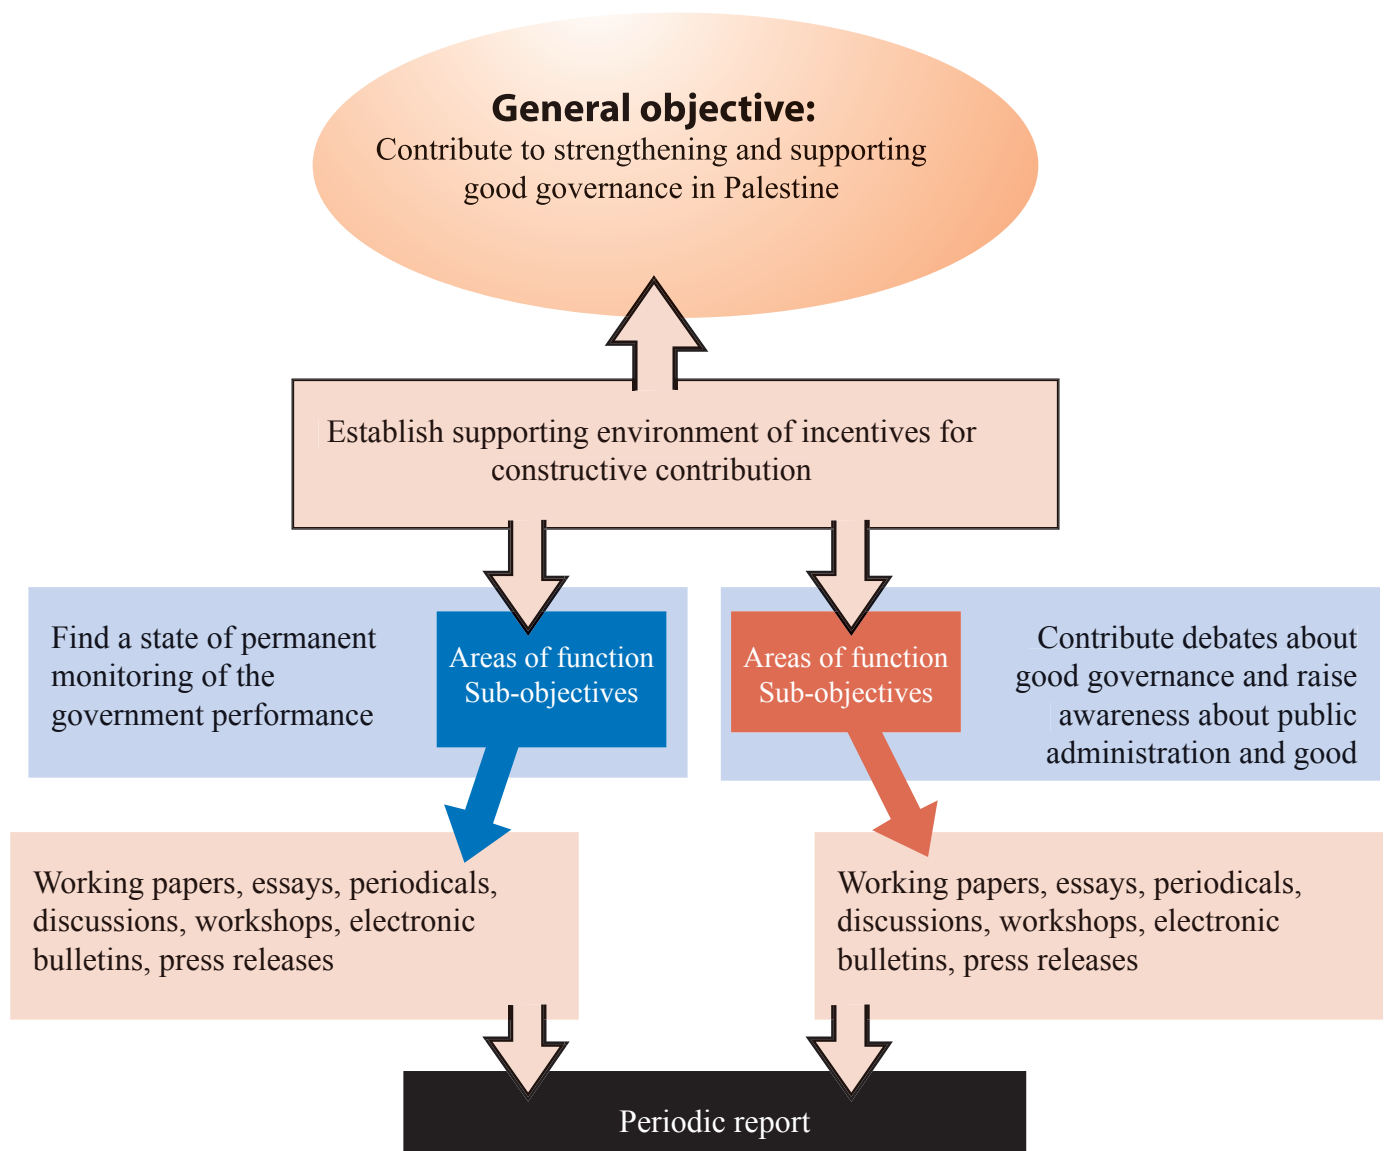 General objective:
Contribute to strengthening and supporting
good governance in Palestine
Establish supporting environment of incentives for
constructive contribution
Find a state of permanent
monitoring of the
government performance
Areas of function
Sub-objectives
Areas of function
Sub-objectives
Contribute debates about
good governance and raise
awareness about public
administration and good
Working papers, essays, periodicals,
discussions, workshops, electronic
bulletins, press releases
Working papers, essays, periodicals,
discussions, workshops, electronic
bulletins, press releases
Periodic report